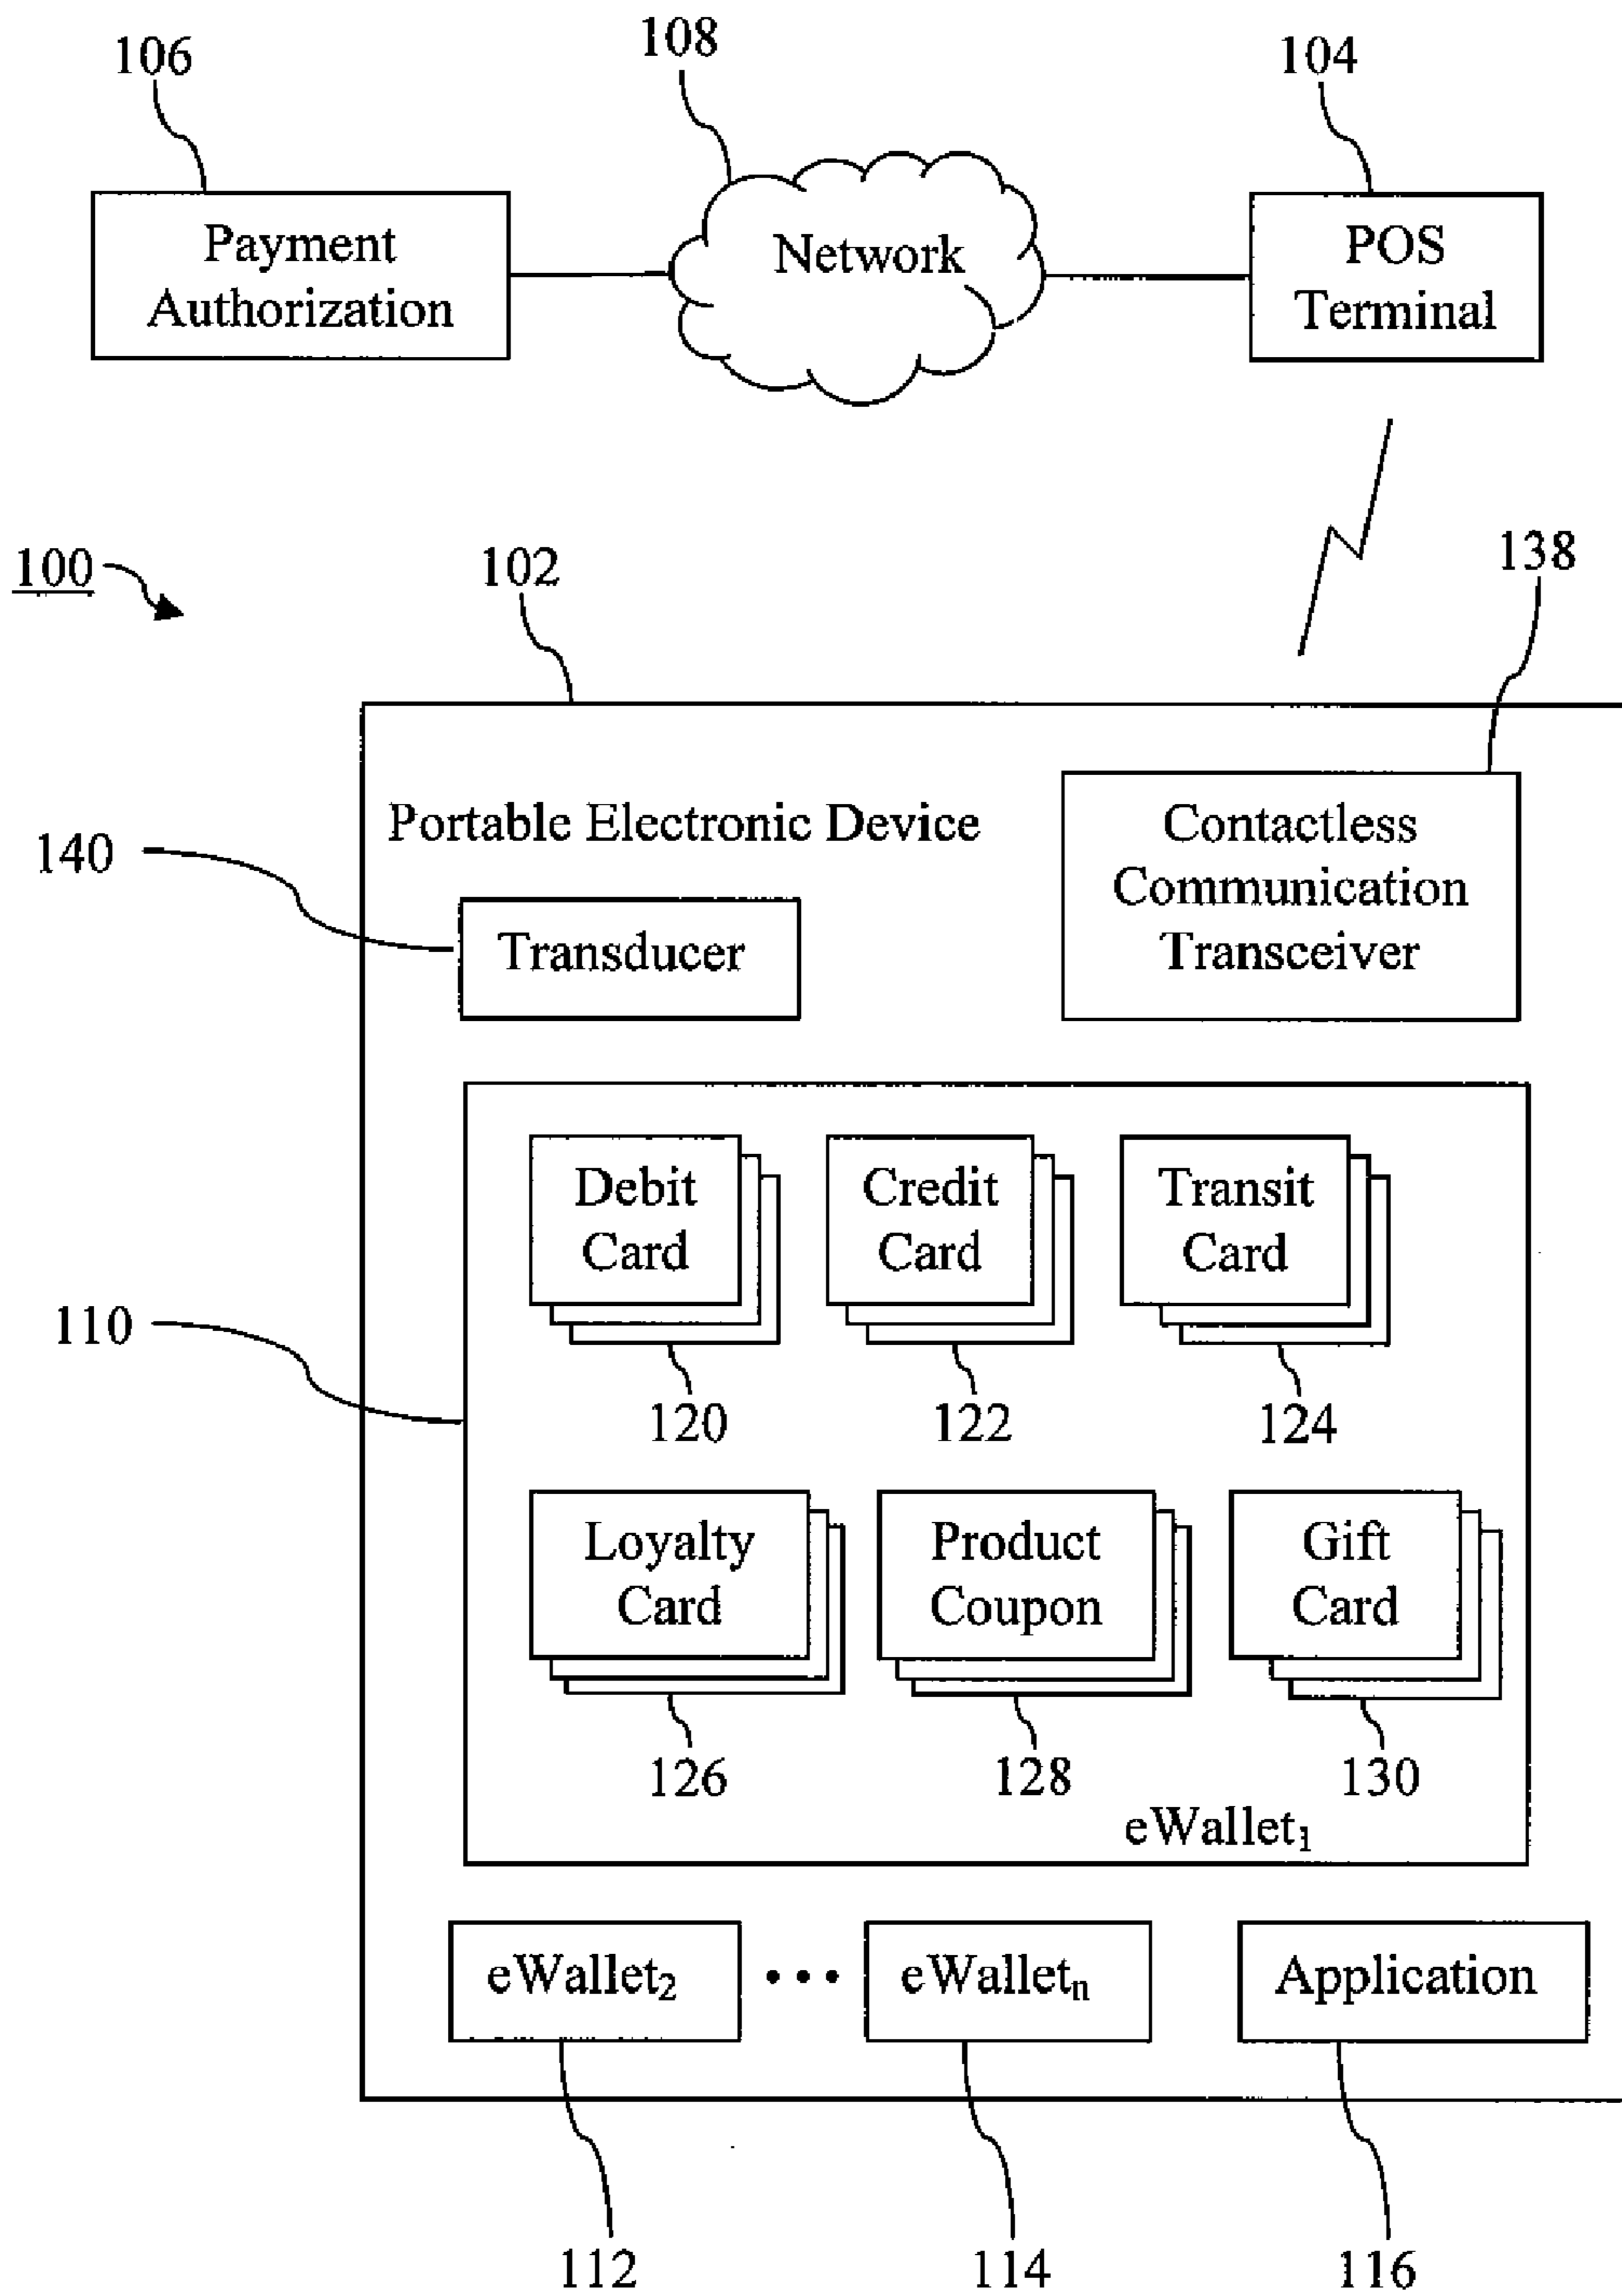 106
108
104
Payment
Authorization
Network
POS
Terminal
100
102
138
Portable Electronic Device
Contactless
Communication
Transceiver
140
Transducer
Debit
Card
Credit
Card
Transit
Card
110
120
122
124
Loyalty
Card
Product
Coupon
Gift
Card
126
128
130
eWallet₁
eWallet₂
• • •
eWalletₙ
Application
112
114
116